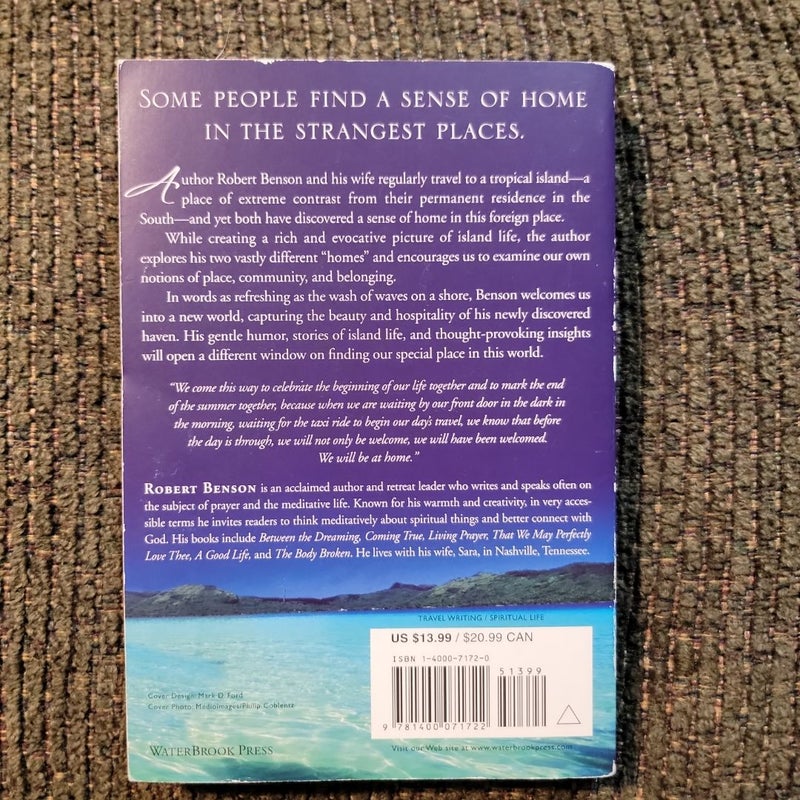 SOME PEOPLE FIND A SENSE OF HOME
IN THE STRANGEST PLACES.
Author Robert Benson and his wife regularly travel to a tropical island—a
place of extreme contrast from their permanent residence in the
South—and yet both have discovered a sense of home in this foreign place.
While creating a rich and evocative picture of island life, the author
explores his two vastly different “homes” and encourages us to examine our own
notions of place, community, and belonging.
In words as refreshing as the wash of waves on a shore, Benson welcomes us
into a new world, capturing the beauty and hospitality of his newly discovered
haven. His gentle humor, stories of island life, and thought-provoking insights
will open a different window on finding our special place in this world.
“We come this way to celebrate the beginning of our life together and to mark the end
of the summer together, because when we are waiting by our front door in the dark in
the morning, waiting for the taxi ride to begin our day's travel, we know that before
the day is through, we will not only be welcome, we will have been welcomed.
We will be at home.”
ROBERT BENSON is an acclaimed author and retreat leader who writes and speaks often on
the subject of prayer and the meditative life. Known for his warmth and creativity, in very acces-
sible terms he invites readers to think meditatively about spiritual things and better connect with
God. His books include Between the Dreaming, Coming True, Living Prayer, That We May Perfectly
Love Thee, A Good Life, and The Body Broken. He lives with his wife, Sara, in Nashville, Tennessee.
TRAVEL WRITING / SPIRITUAL LIFE
US $13.99 / $20.99 CAN
ISBN 1-4000-7172-0
51399
9 781400 071722
Cover Design: Mark D. Ford
Cover Photo: Medioimages/Philip Coblentz
WATERBROOK PRESS
Visit our Web site at www.waterbrookpress.com